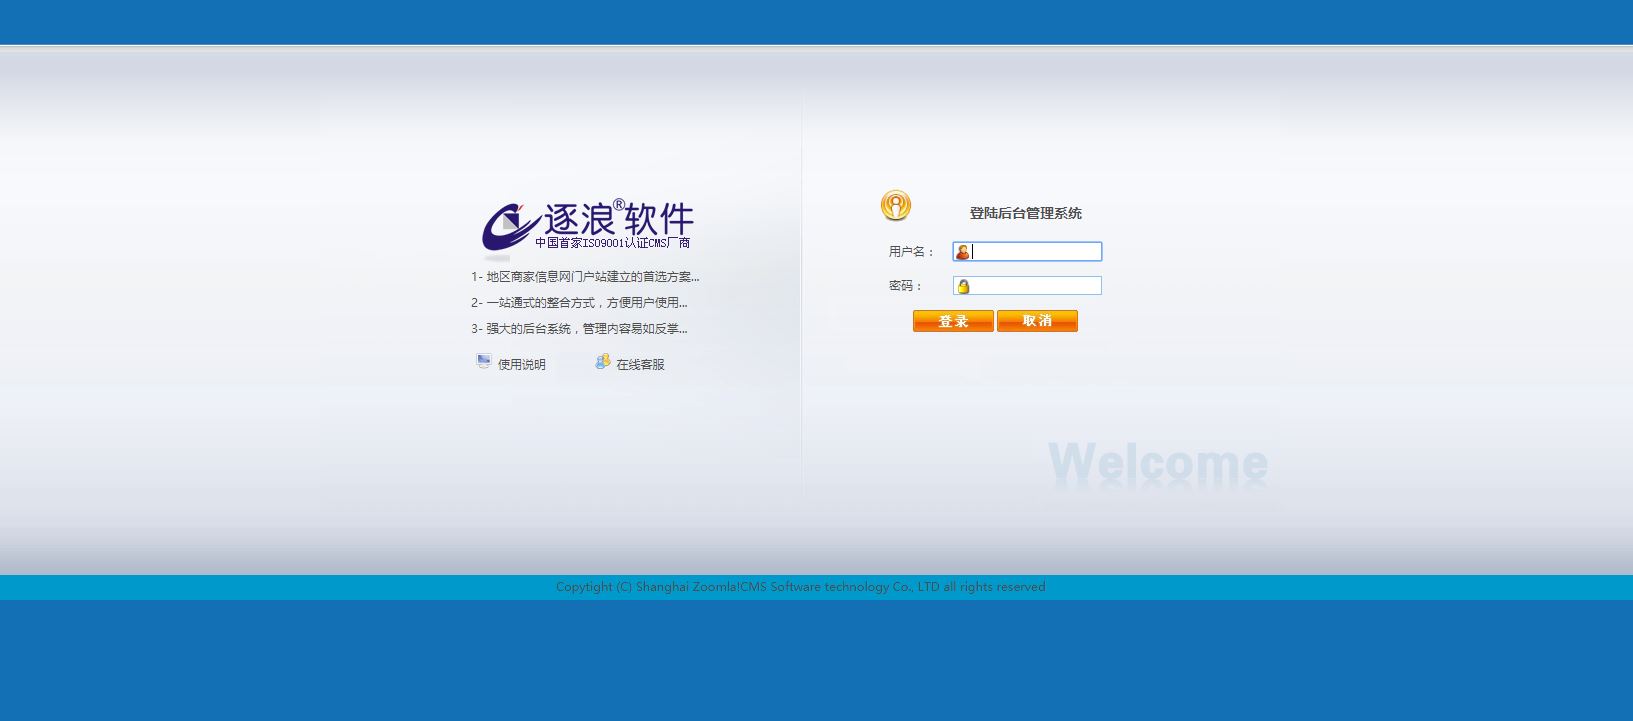 逐浪®软件
中国首家ISO9001认证CMS厂商
1- 地区商家信息网门户站建立的首选方案...
2- 一站通式的整合方式，方便用户使用...
3- 强大的后台系统，管理内容易如反掌...
使用说明 在线客服
登陆后台管理系统
用户名：
密码：
登录 取消
Welcome
Copytight (C) Shanghai Zoomla!CMS Software technology Co., LTD all rights reserved